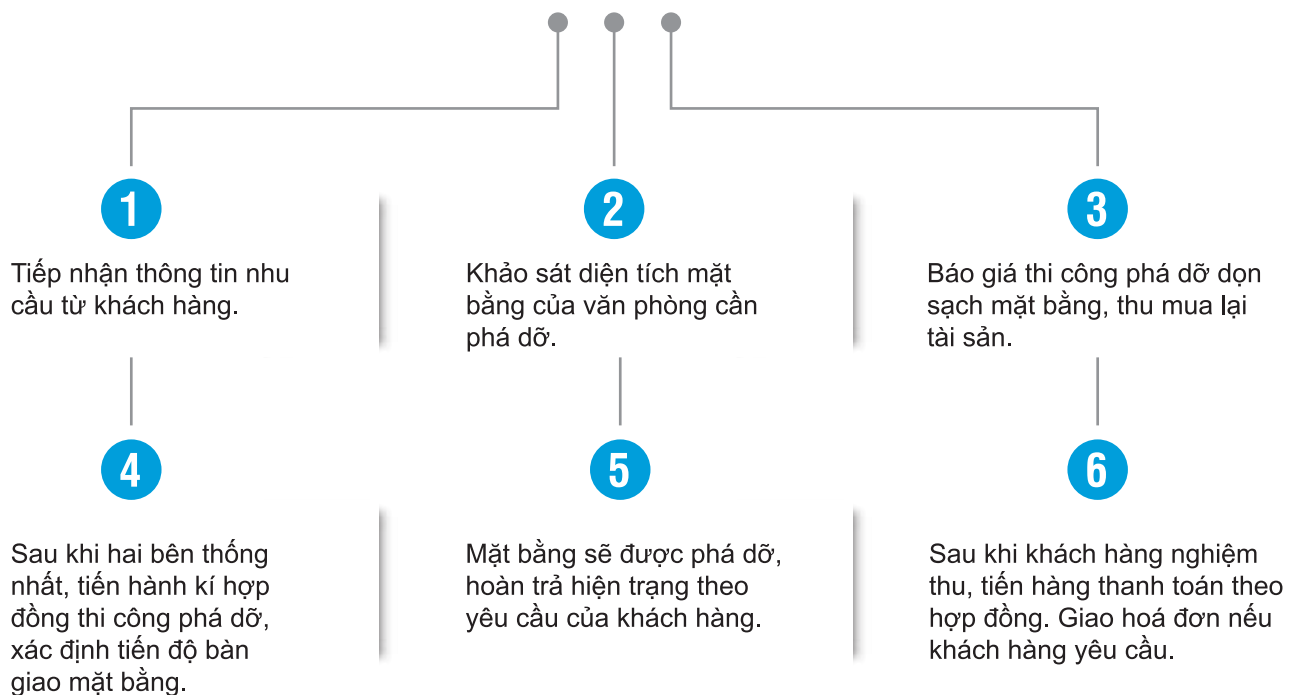 1
Tiếp nhận thông tin nhu
cầu từ khách hàng.
2
Khảo sát diện tích mặt
bằng của văn phòng cần
phá dỡ.
3
Báo giá thi công phá dỡ dọn
sạch mặt bằng, thu mua lại
tài sản.
4
Sau khi hai bên thống
nhất, tiến hành kí hợp
đồng thi công phá dỡ,
xác định tiến độ bàn
giao mặt bằng.
5
Mặt bằng sẽ được phá dỡ,
hoàn trả hiện trạng theo
yêu cầu của khách hàng.
6
Sau khi khách hàng nghiệm
thu, tiến hàng thanh toán theo
hợp đồng. Giao hoá đơn nếu
khách hàng yêu cầu.